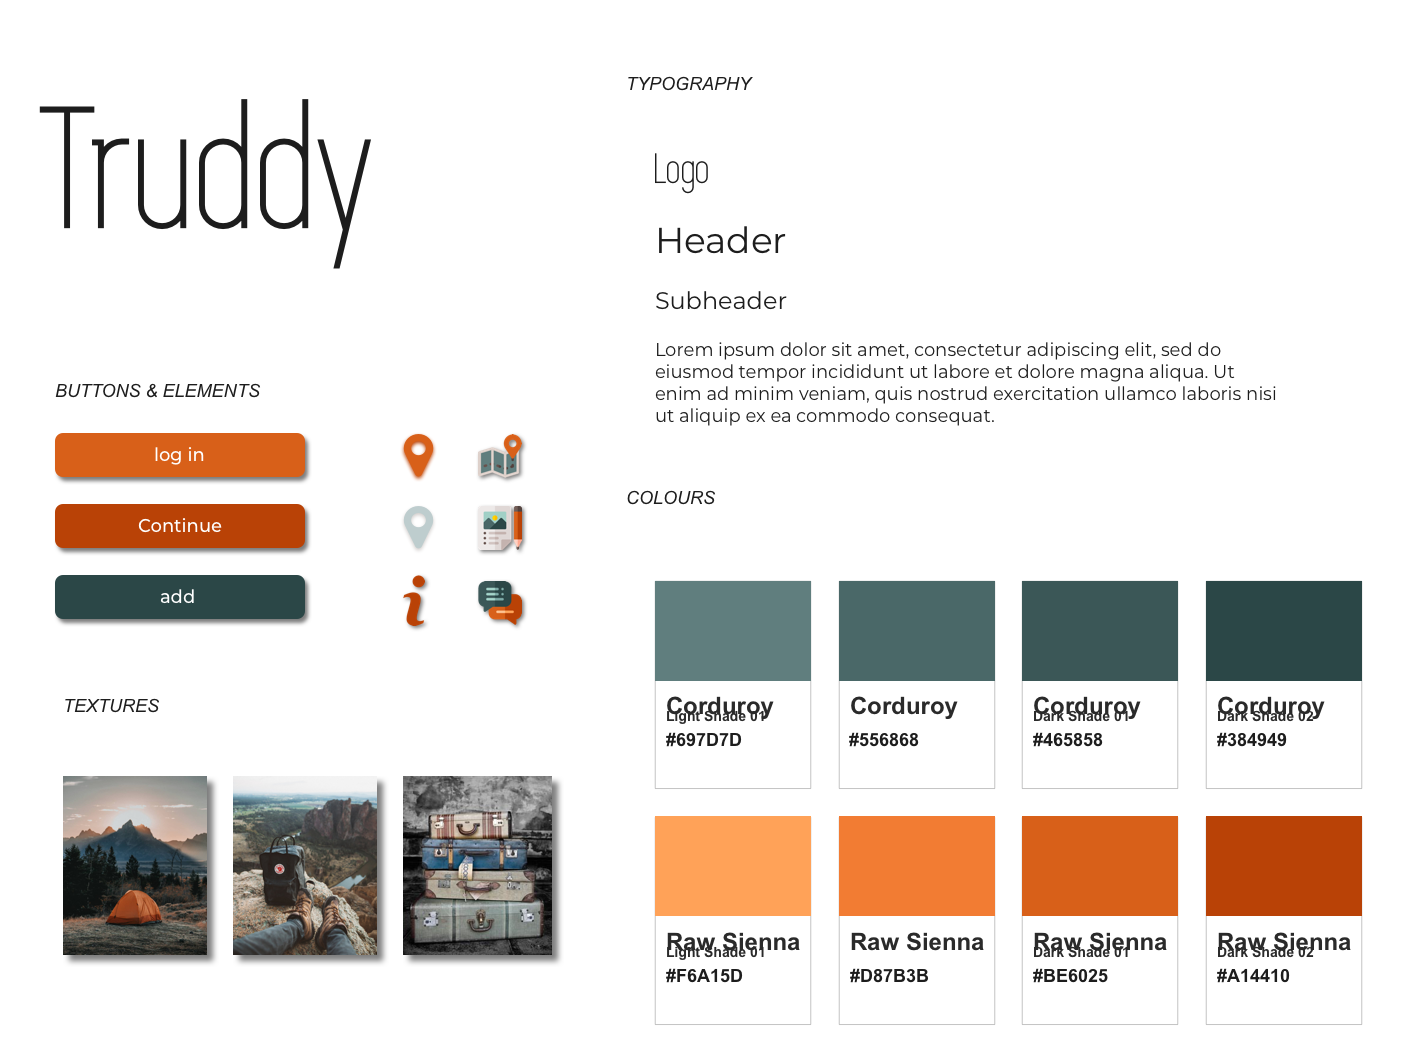 Truddy
BUTTONS & ELEMENTS
log in
Continue
add
TEXTURES
TYPOGRAPHY
Logo
Header
Subheader
Lorem ipsum dolor sit amet, consectetur adipiscing elit, sed do
eiusmod tempor incididunt ut labore et dolore magna aliqua. Ut
enim ad minim veniam, quis nostrud exercitation ullamco laboris nisi
ut aliquip ex ea commodo consequat.
COLOURS
Corduroy
Light Shade 01
#697D7D
Corduroy
#556868
Corduroy
Dark Shade 01
#465858
Corduroy
Dark Shade 02
#384949
Raw Sienna
Light Shade 01
#F6A15D
Raw Sienna
#D87B3B
Raw Sienna
Dark Shade 01
#BE6025
Raw Sienna
Dark Shade 02
#A14410